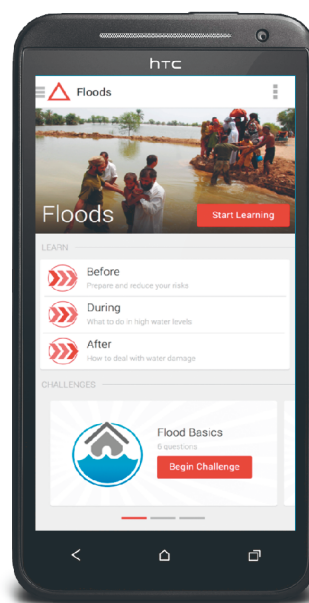 htc
Floods
Floods
Start Learning
LEARN
Before
Prepare and reduce your risks
During
What to do in high water levels
After
How to deal with water damage
CHALLENGES
Flood Basics
6 questions
Begin Challenge